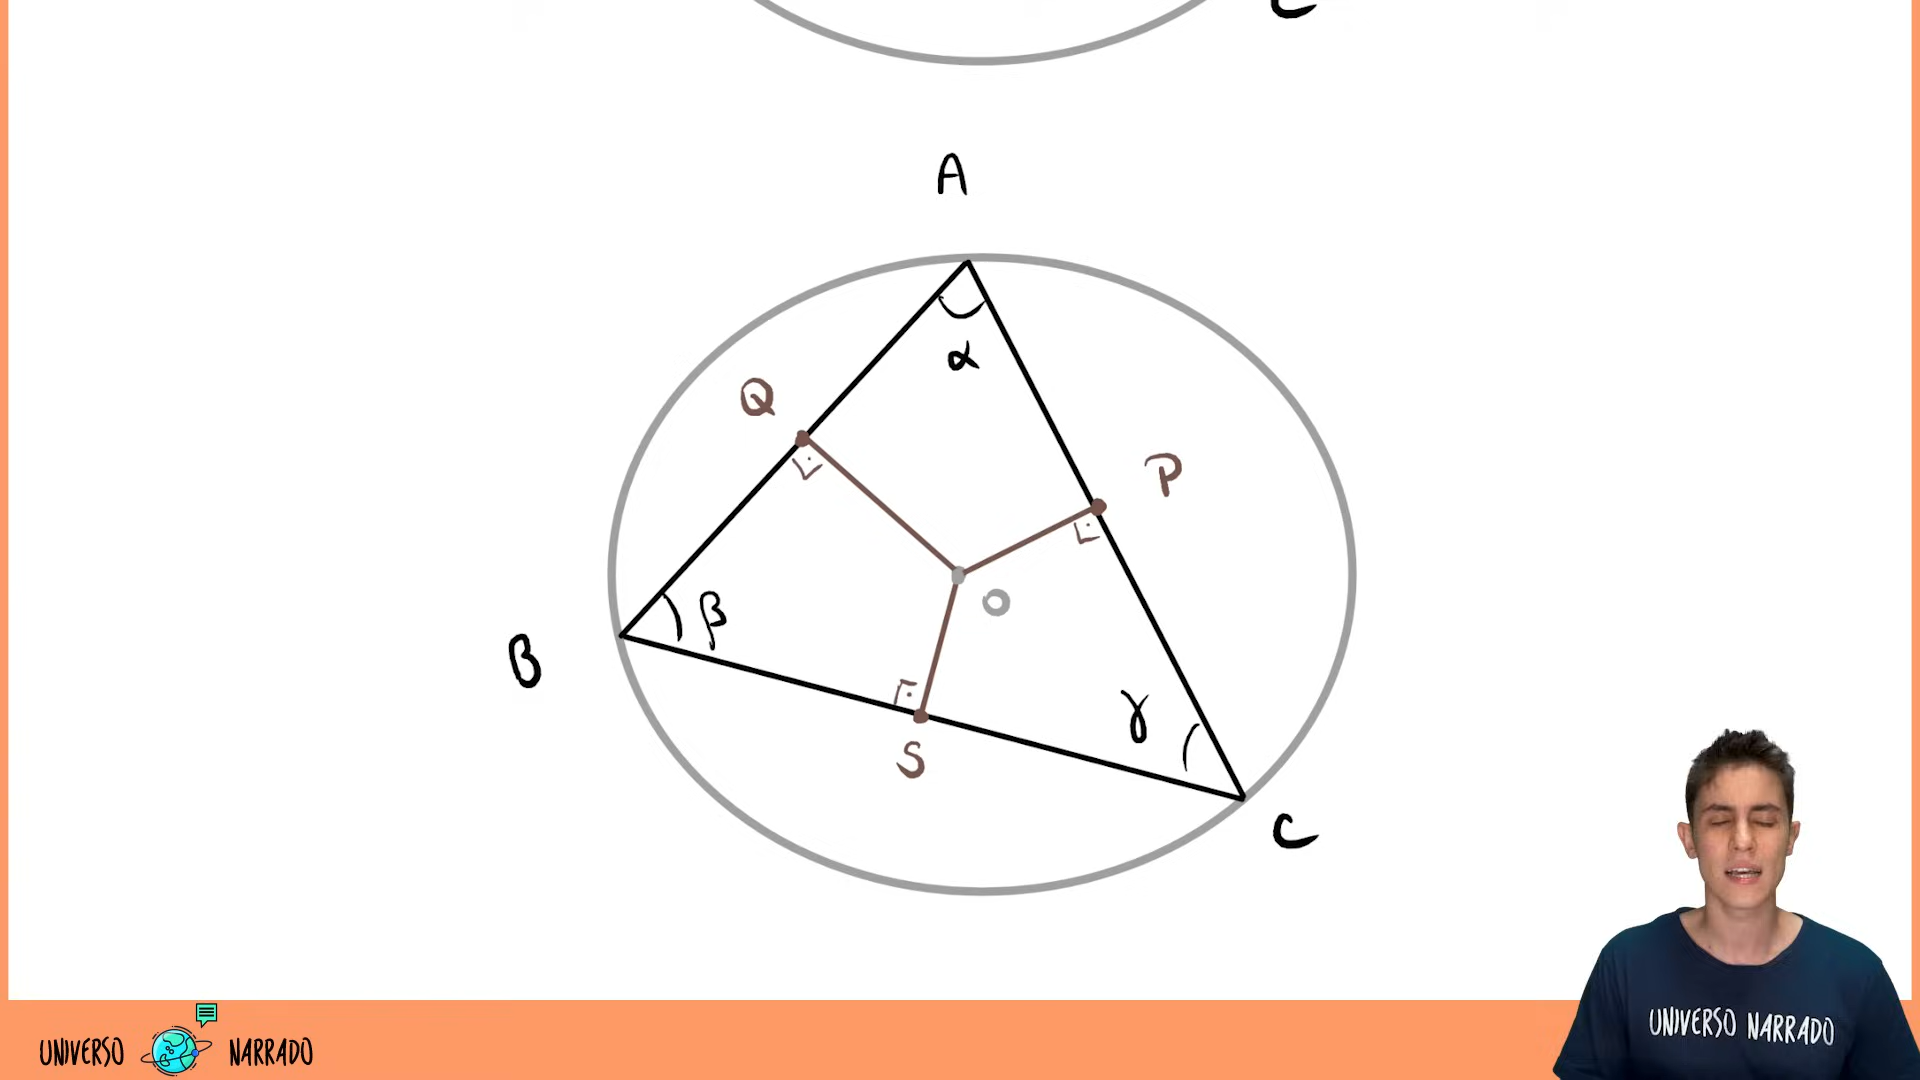 C
A
α
Q
P
β
B
O
γ
S
C
UNIVERSO NARRADO
UNIVERSO NARRADO